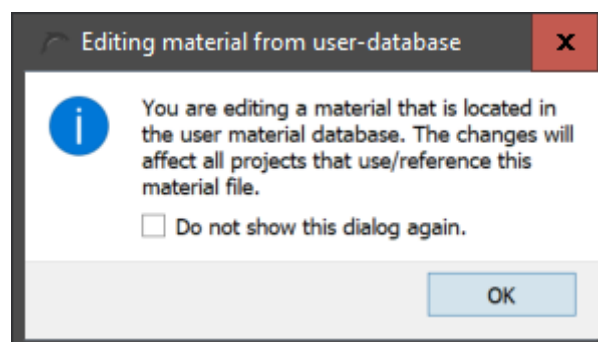 Editing material from user-database
You are editing a material that is located in
the user material database. The changes will
affect all projects that use/reference this
material file.
Do not show this dialog again.
OK